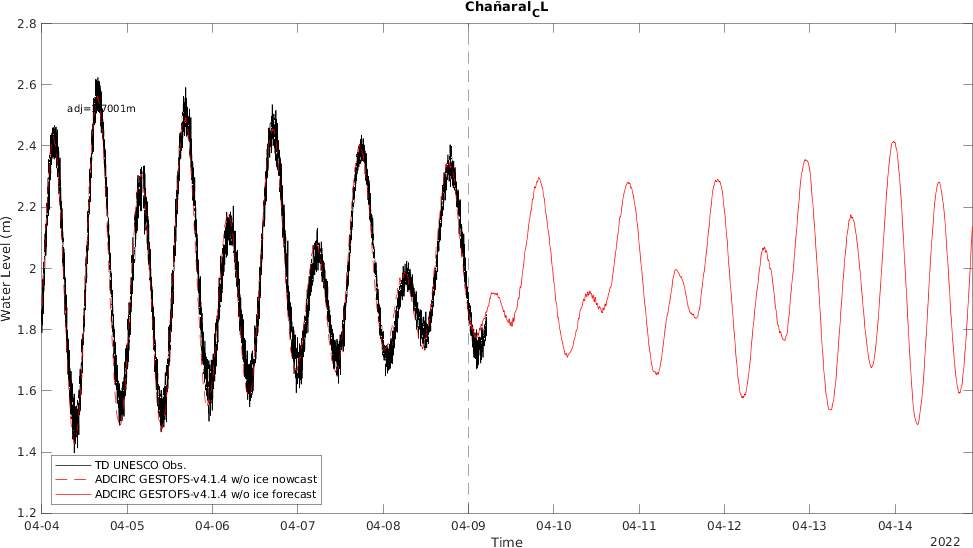 Chañaral_CL
2.8
2.6
2.4
2.2
2
1.8
1.6
1.4
1.2
Water Level (m)
TD UNESCO Obs.
ADCIRC GESTOFS-v4.1.4 w/o ice nowcast
ADCIRC GESTOFS-v4.1.4 w/o ice forecast
04-04 04-05 04-06 04-07 04-08 04-09 04-10 04-11 04-12 04-13 04-14
Time
2022